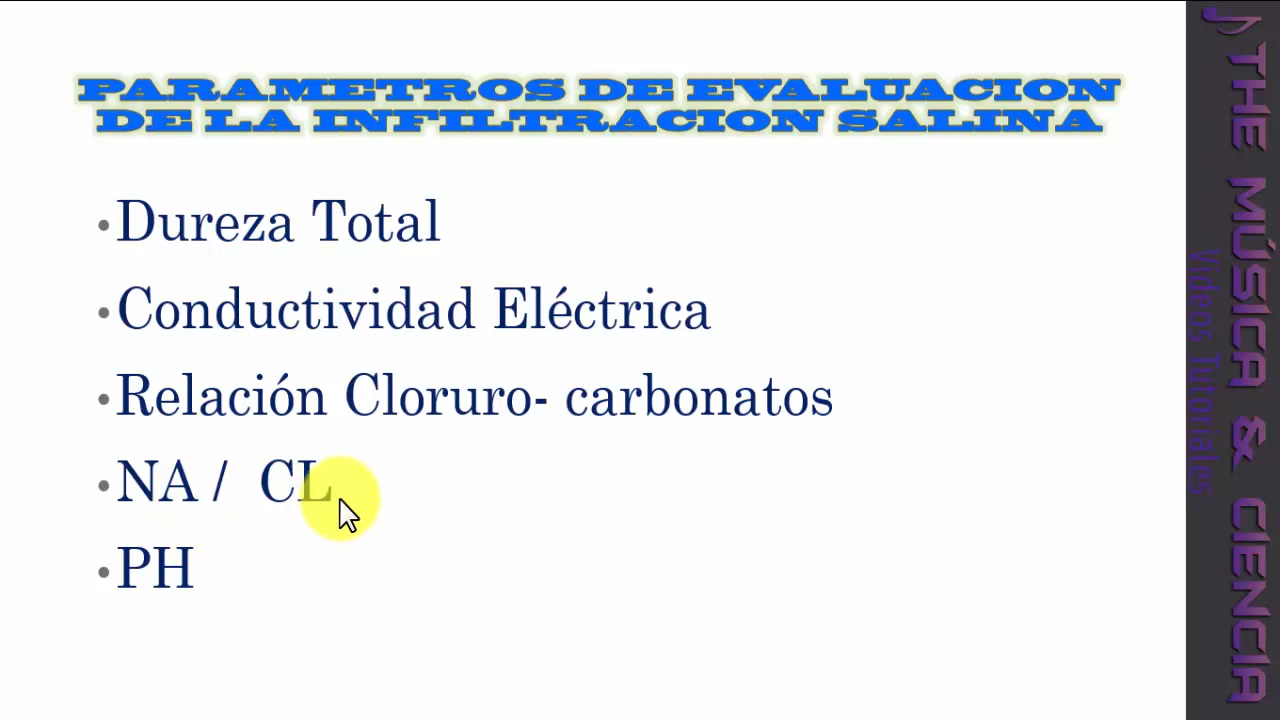 PARAMETROS DE EVALUACION
DE LA INFILTRACION SALINA
• Dureza Total
• Conductividad Eléctrica
• Relación Cloruro- carbonatos
• NA /  CL
• PH
THE MÚSICA & CIENCIA
Videos Tutoriales